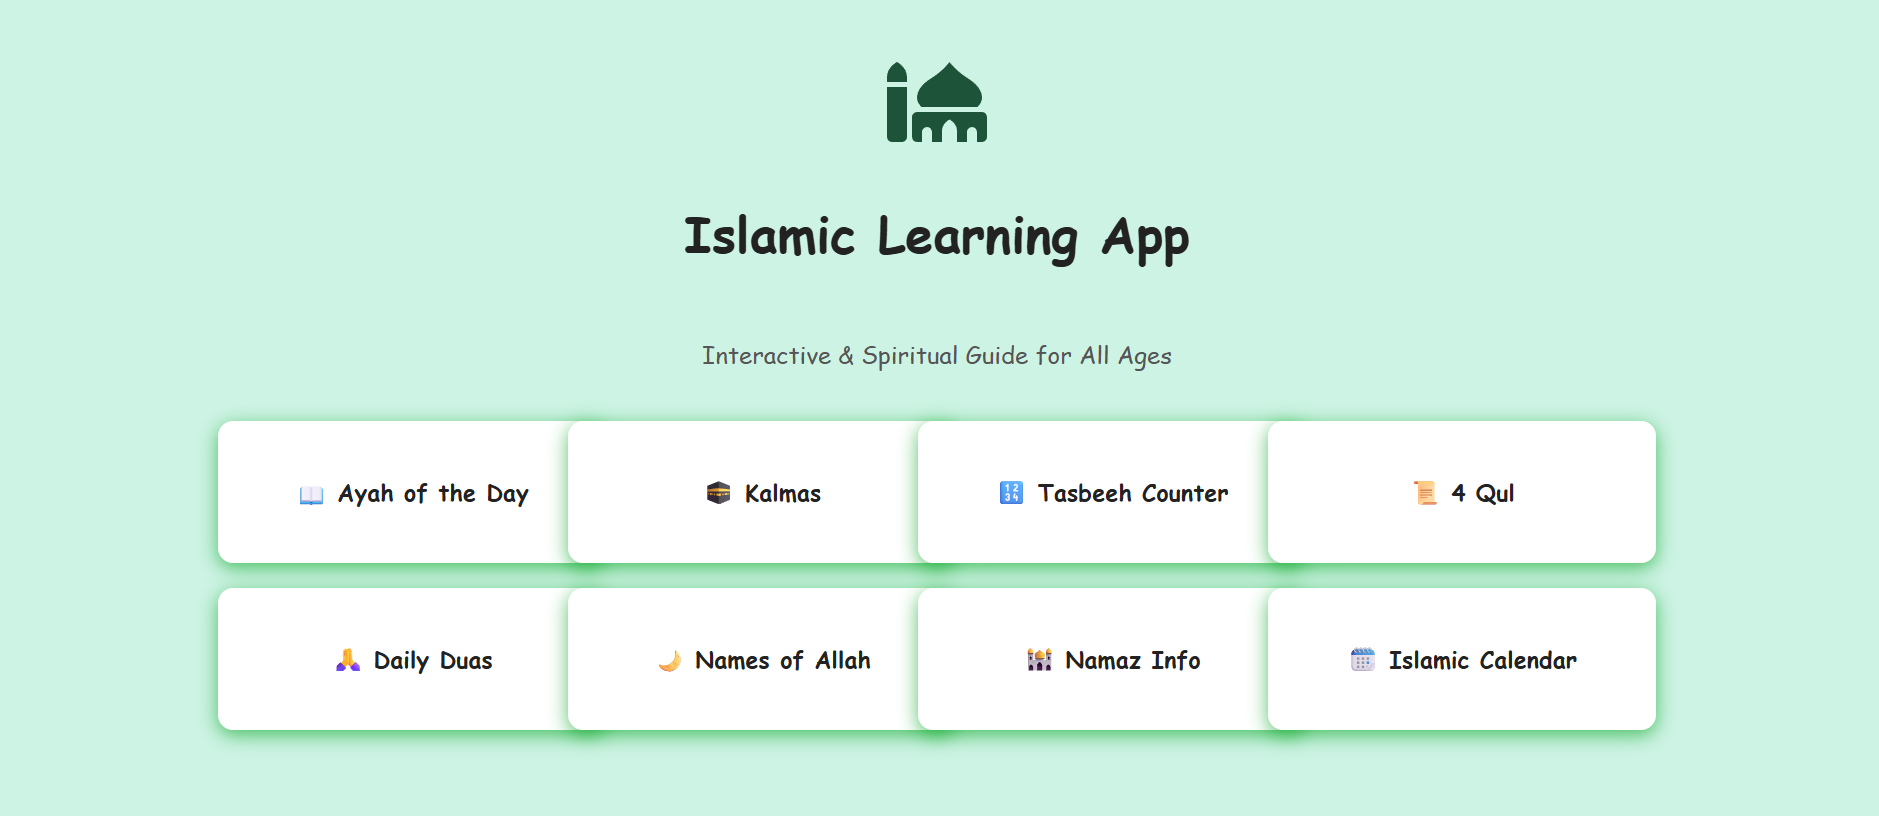 Islamic Learning App
Interactive & Spiritual Guide for All Ages
📖 Ayah of the Day
🕋 Kalmas
🔢 Tasbeeh Counter
📜 4 Qul
🙏 Daily Duas
🌙 Names of Allah
🕌 Namaz Info
🗓️ Islamic Calendar